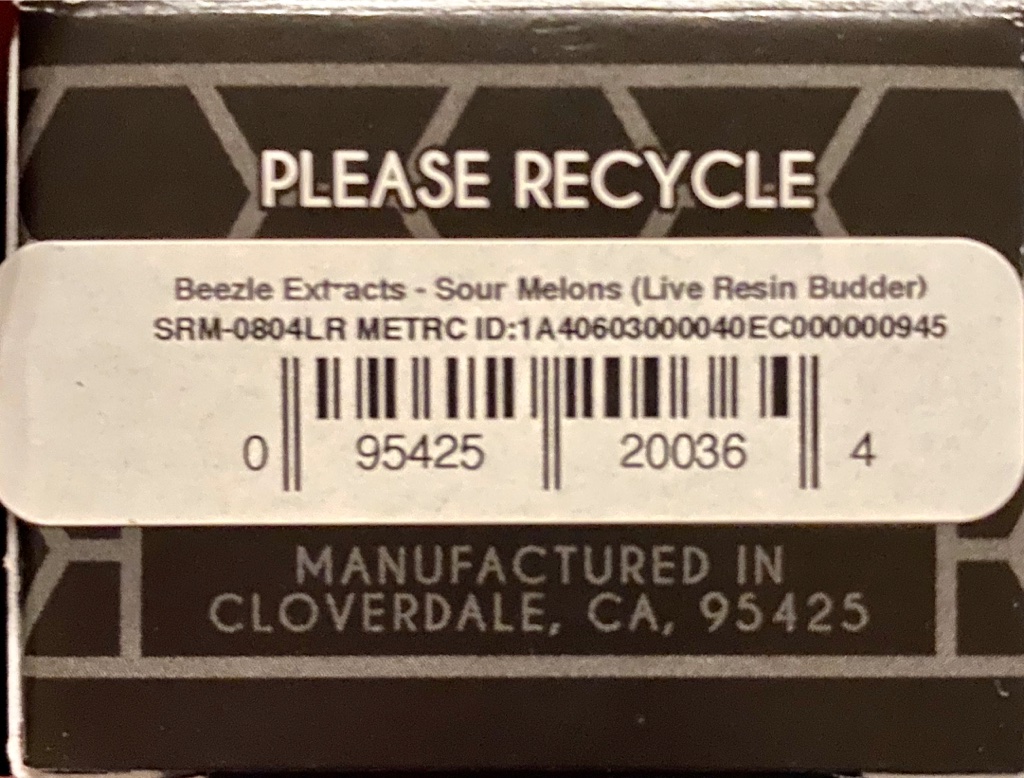 PLEASE RECYCLE
Beezle Extracts - Sour Melons (Live Resin Budder)
SRM-0804LR METRC ID:1A40603000040EC000000945
0 95425 20036 4
MANUFACTURED IN
CLOVERDALE, CA, 95425